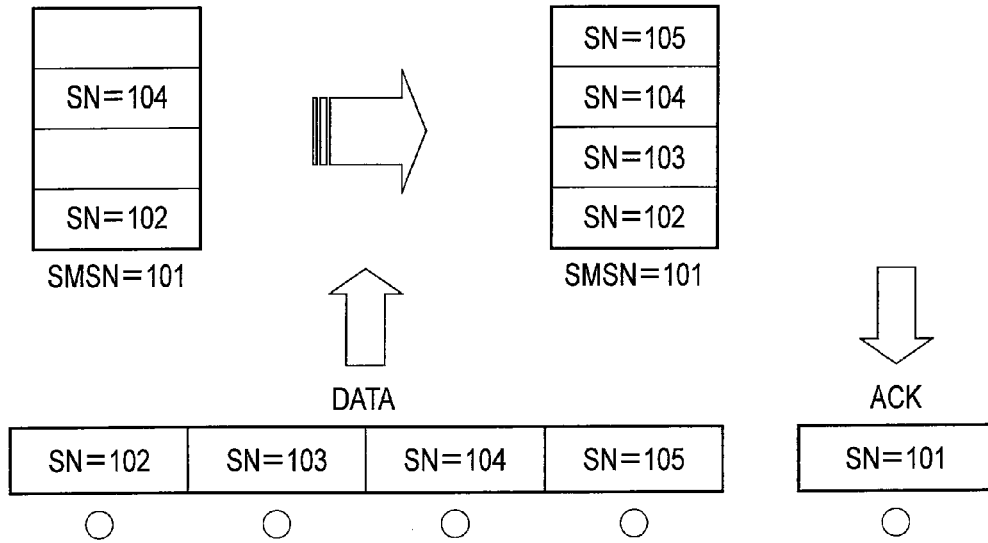 SN=104
SN=102
SMSN=101
SN=105
SN=104
SN=103
SN=102
SMSN=101
DATA
SN=102
SN=103
SN=104
SN=105
ACK
SN=101